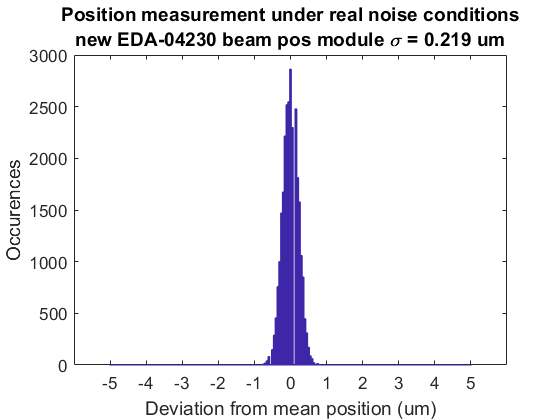 Position measurement under real noise conditions
new EDA-04230 beam pos module σ = 0.219 um
3000
2500
2000
1500
1000
500
0
Occurences
-5 -4 -3 -2 -1 0 1 2 3 4 5
Deviation from mean position (um)